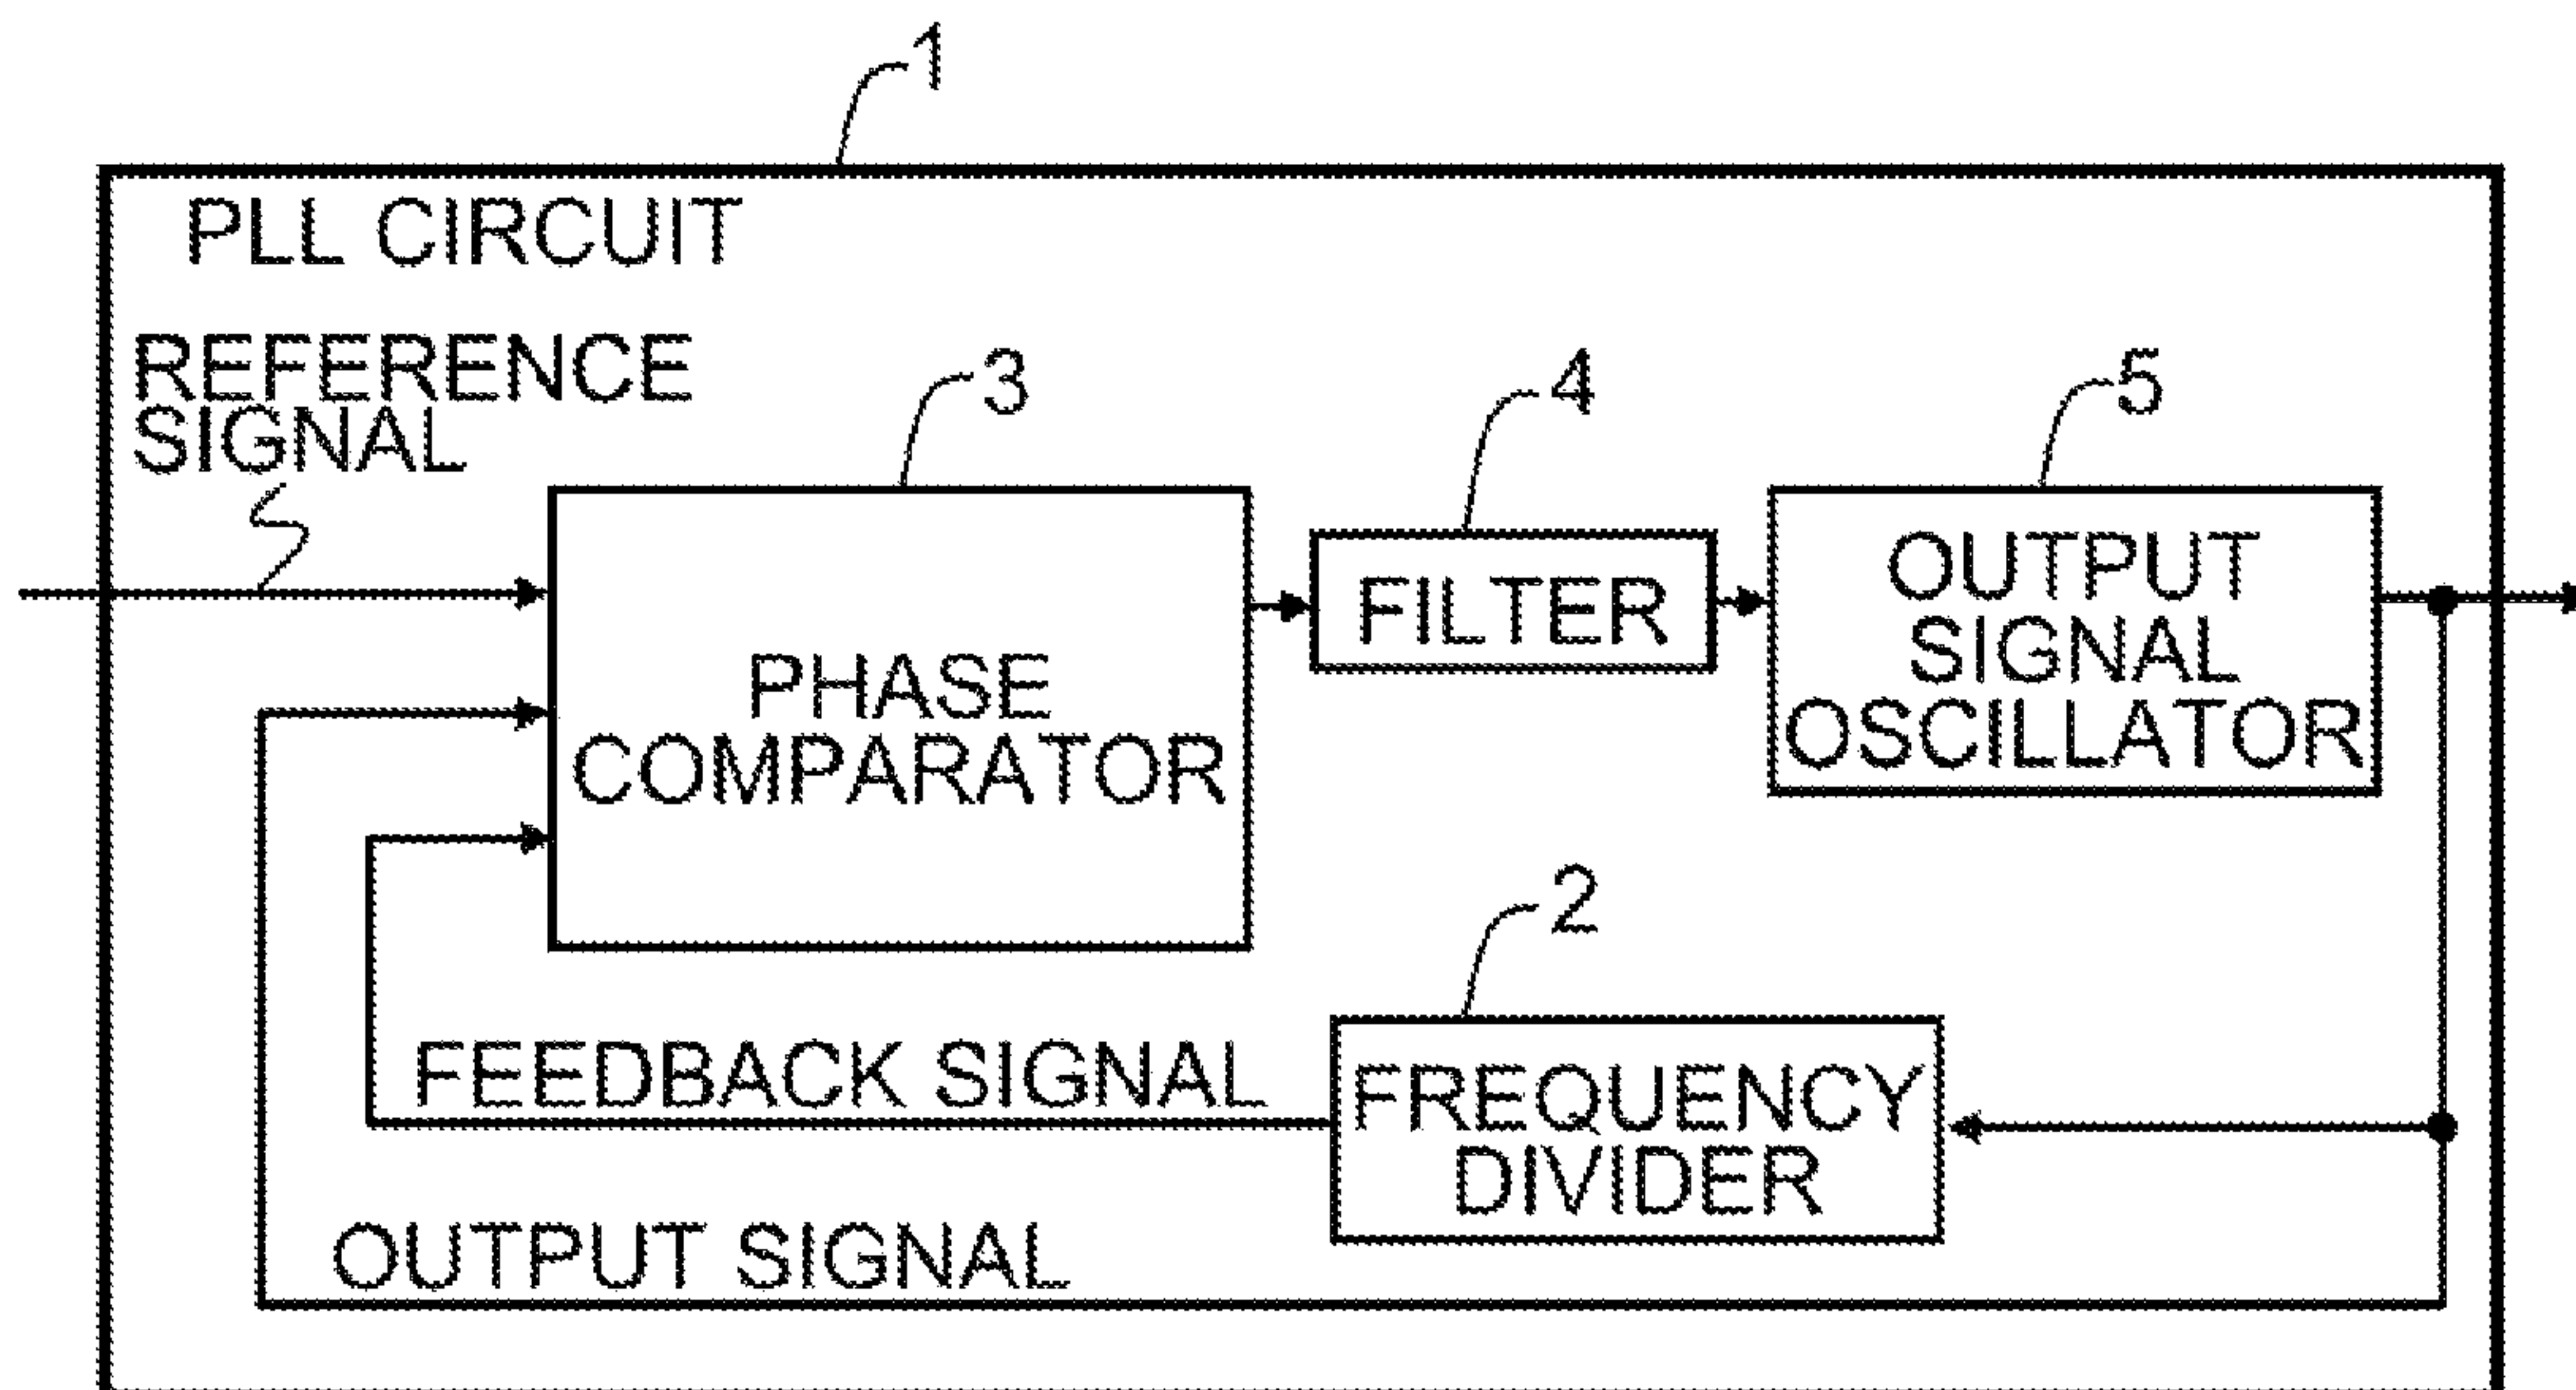 1
PLL CIRCUIT
REFERENCE
SIGNAL
3
4
5
PHASE
COMPARATOR
FILTER
OUTPUT
SIGNAL
OSCILLATOR
2
FEEDBACK SIGNAL
FREQUENCY
DIVIDER
OUTPUT SIGNAL